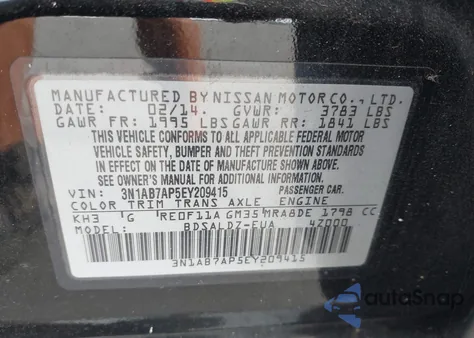 MANUFACTURED BY NISSAN MOTOR CO., LTD.
DATE: 02/14. GVWR: 3783 LBS
GAWR FR: 1995 LBS GAWR RR: 1841 LBS
THIS VEHICLE CONFORMS TO ALL APPLICABLE FEDERAL MOTOR
VEHICLE SAFETY, BUMPER AND THEFT PREVENTION STANDARDS
IN EFFECT ON THE DATE OF MANUFACTURE SHOWN ABOVE.
SEE OWNER'S MANUAL FOR ADDITIONAL INFORMATION.
VIN: 3N1AB7AP5EY209415 PASSENGER CAR.
COLOR TRIM TRANS AXLE ENGINE
KH3 G RE0F11A GM35 MRA8DE 1798 CC
MODEL: BDSALDZ-EUA 42000
3N1AB7AP5EY209415
autoSnap